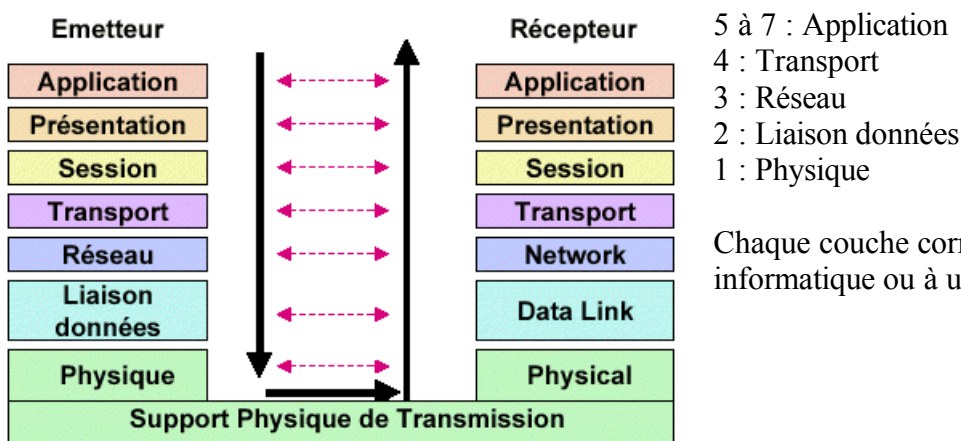 Emetteur
Application
Présentation
Session
Transport
Réseau
Liaison
données
Physique
Récepteur
Application
Presentation
Session
Transport
Network
Data Link
Physical
Support Physique de Transmission
5 à 7 : Application
4 : Transport
3 : Réseau
2 : Liaison données
1 : Physique
Chaque couche
informatique ou à